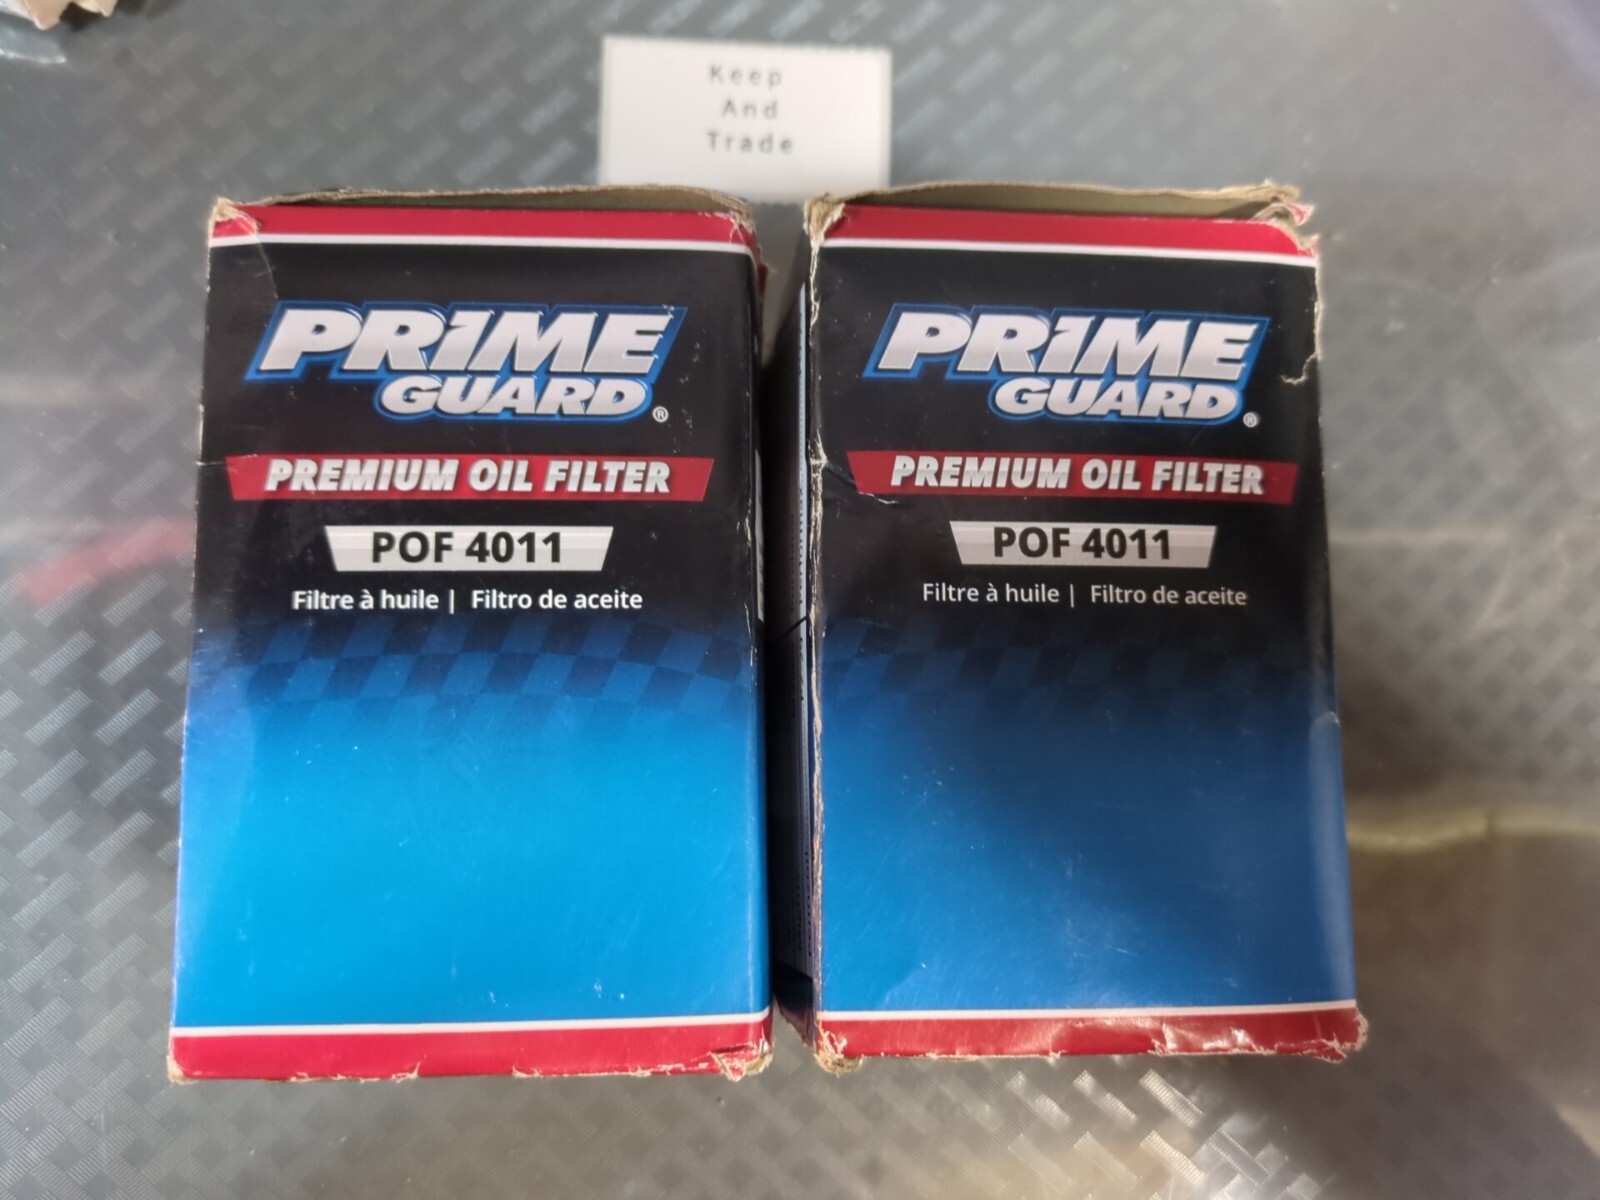 Keep
And
Trade
PRIME
GUARD®
PREMIUM OIL FILTER
POF 4011
Filtre à huile | Filtro de aceite
PRIME
GUARD®
PREMIUM OIL FILTER
POF 4011
Filtre à huile | Filtro de aceite